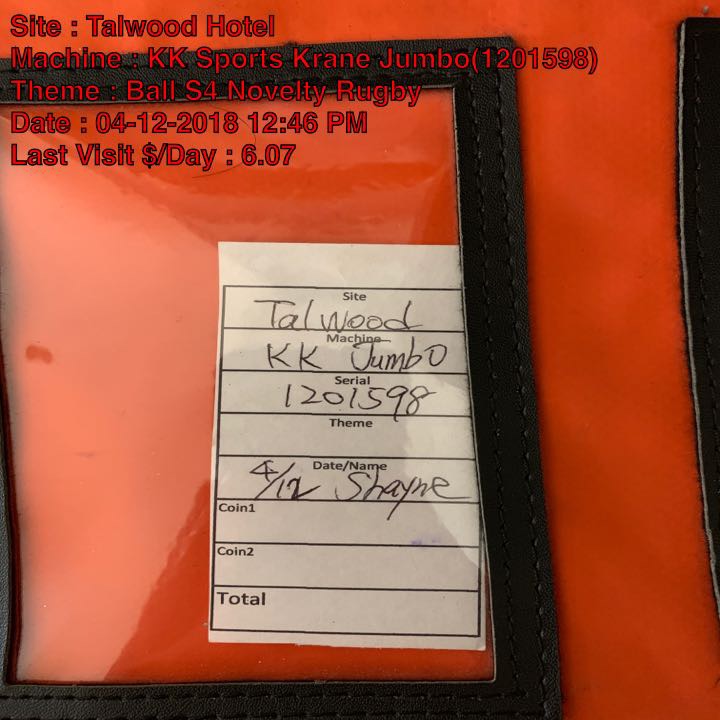 Site : Talwood Hotel
Machine : KK Sports Krane Jumbo(1201598)
Theme : Ball S4 Novelty Rugby
Date : 04-12-2018 12:46 PM
Last Visit $/Day : 6.07
Site
Talwood
Machine
KK Jumbo
Serial
1201598
Theme
Date/Name
4/12 Shayne
Coin1
Coin2
Total